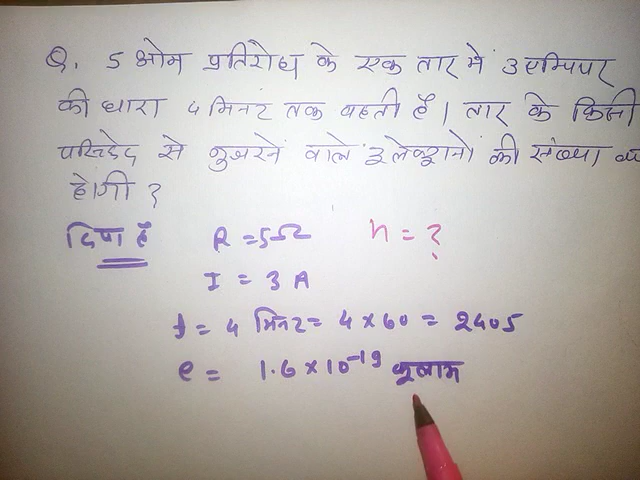 Q. 5 ओम प्रतिरोध के एक तार मे 3 एम्पियर
की धारा 4 मिनट तक बहती है । तार के किसी
परिच्छेद से गुजरने वाले इलेक्ट्रानो की संख्या
होगी ?
दिया है R = 5Ω n = ?
I = 3 A
t = 4 मिनट = 4 × 60 = 240 s
e = 1.6 × 10⁻¹⁹ कूलाम